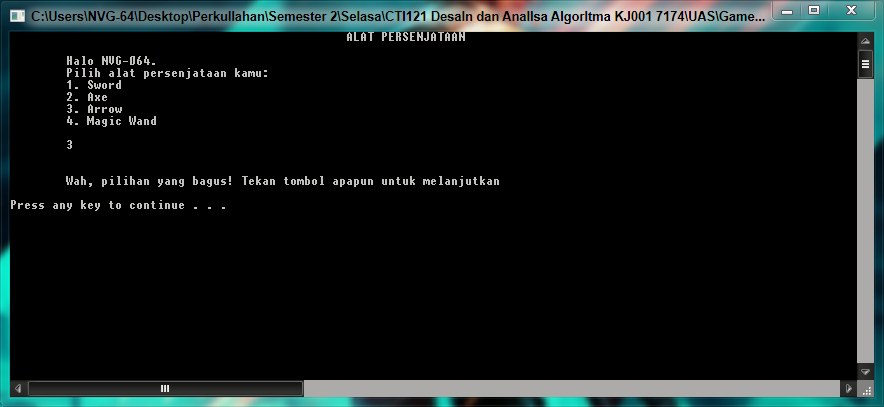 C:\Users\NVG-64\Desktop\Perkullahan\Semester 2\Selasa\CTI121 Desain dan Analisa Algoritma KJ001 7174\UAS\Game...
ALAT PERSENJATAAN
Halo NVG-064.
Pilih alat persenjataan kamu:
1. Sword
2. Axe
3. Arrow
4. Magic Wand
3
Wah, pilihan yang bagus! Tekan tombol apapun untuk melanjutkan
Press any key to continue . . .